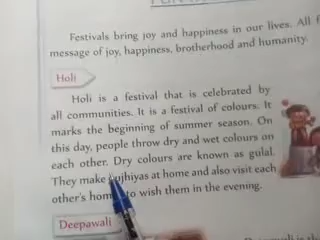 Festivals bring joy and happiness in our lives. All
message of joy, happiness, brotherhood and humanity.
Holi
Holi is a festival that is celebrated by
all communities. It is a festival of colours. It
marks the beginning of summer season. On
this day, people throw dry and wet colours on
each other. Dry colours are known as gulal.
They make gujhiyas at home and also visit each
other's home to wish them in the evening.
Deepawali